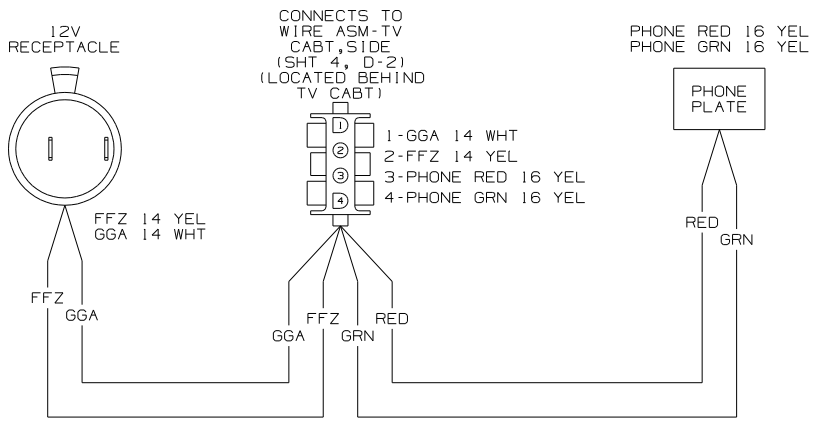 12V
RECEPTACLE
CONNECTS TO
WIRE ASM-TV
CABT,SIDE
(SHT 4, D-2)
(LOCATED BEHIND
TV CABT)
PHONE RED 16 YEL
PHONE GRN 16 YEL
PHONE
PLATE
1
2
3
4
1-GGA 14 WHT
2-FFZ 14 YEL
3-PHONE RED 16 YEL
4-PHONE GRN 16 YEL
FFZ 14 YEL
GGA 14 WHT
RED
GRN
FFZ
GGA
GGA
FFZ
GRN
RED